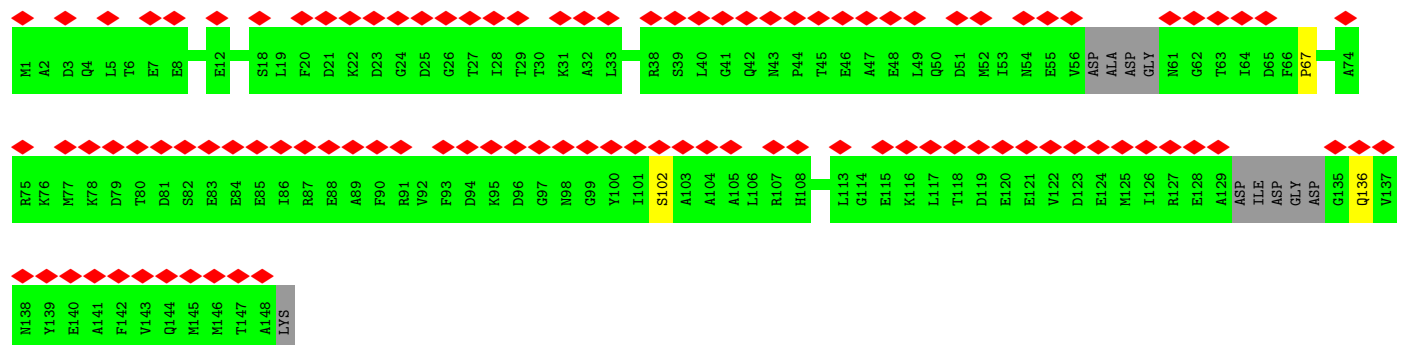 M1 A2 D3 Q4 L5 T6 E7 E8 E12 S18 L19 F20 D21 K22 D23 G24 D25 G26 T27 I28 T29 T30 K31 A32 L33 R38 S39 L40 G41 Q42 N43 P44 T45 E46 A47 E48 L49 Q50 D51 M52 I53 N54 E55 V56 ASP ALA ASP GLY N61 G62 T63 I64 D65 F66 P67 A74
R75 K76 M77 K78 D79 T80 D81 S82 E83 E84 E85 I86 R87 E88 A89 F90 R91 V92 F93 D94 K95 D96 G97 N98 G99 Y100 I101 S102 A103 A104 A105 L106 R107 H108 L113 G114 E115 K116 L117 T118 D119 E120 E121 V122 D123 E124 M125 I126 R127 E128 A129 ASP ILE ASP GLY ASP G135 Q136 V137
N138 Y139 E140 A141 F142 V143 Q144 M145 M146 T147 A148 LYS